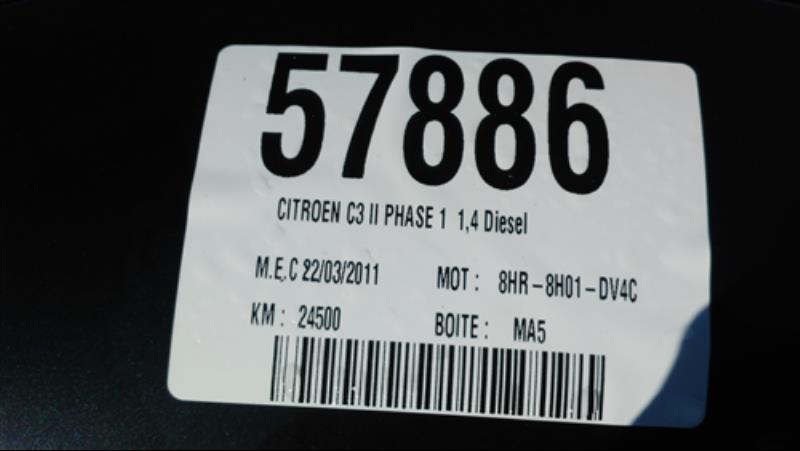 57886
CITROEN C3 II PHASE 1 1,4 Diesel
M.E.C 22/03/2011 MOT : 8HR-8H01-DV4C
KM : 24500 BOITE : MA5